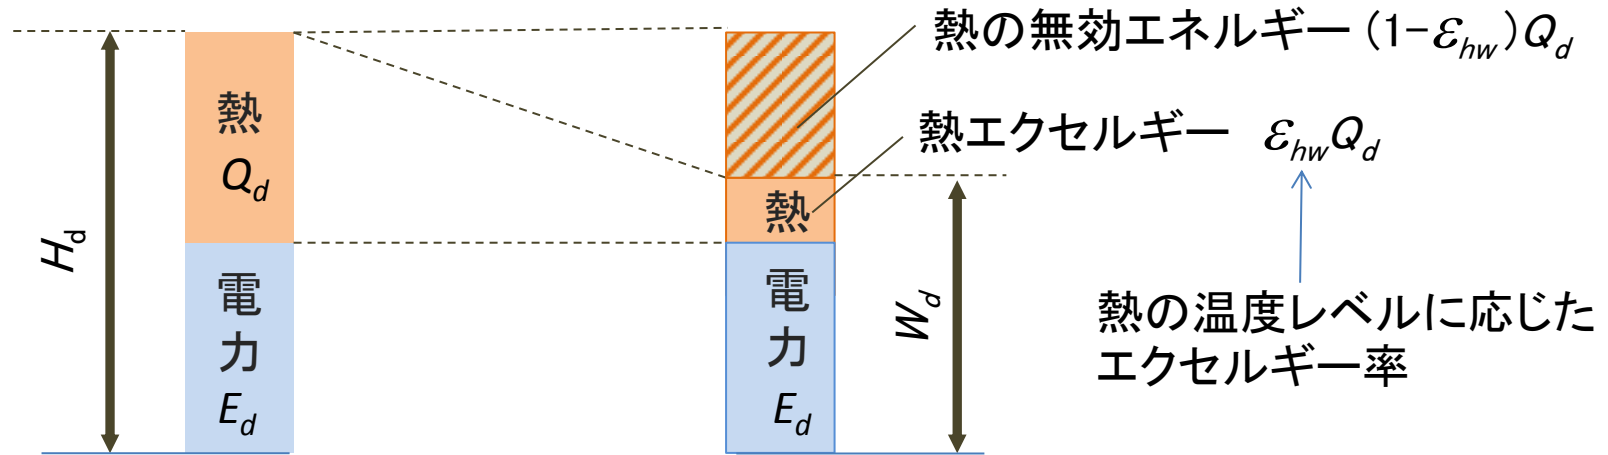 熱の無効エネルギー(1-εhw)Qd
熱エクセルギー εhwQd
熱
Qd
熱
Hd
電
力
Ed
電
力
Ed
Wd
熱の温度レベルに応じた
エクセルギー率